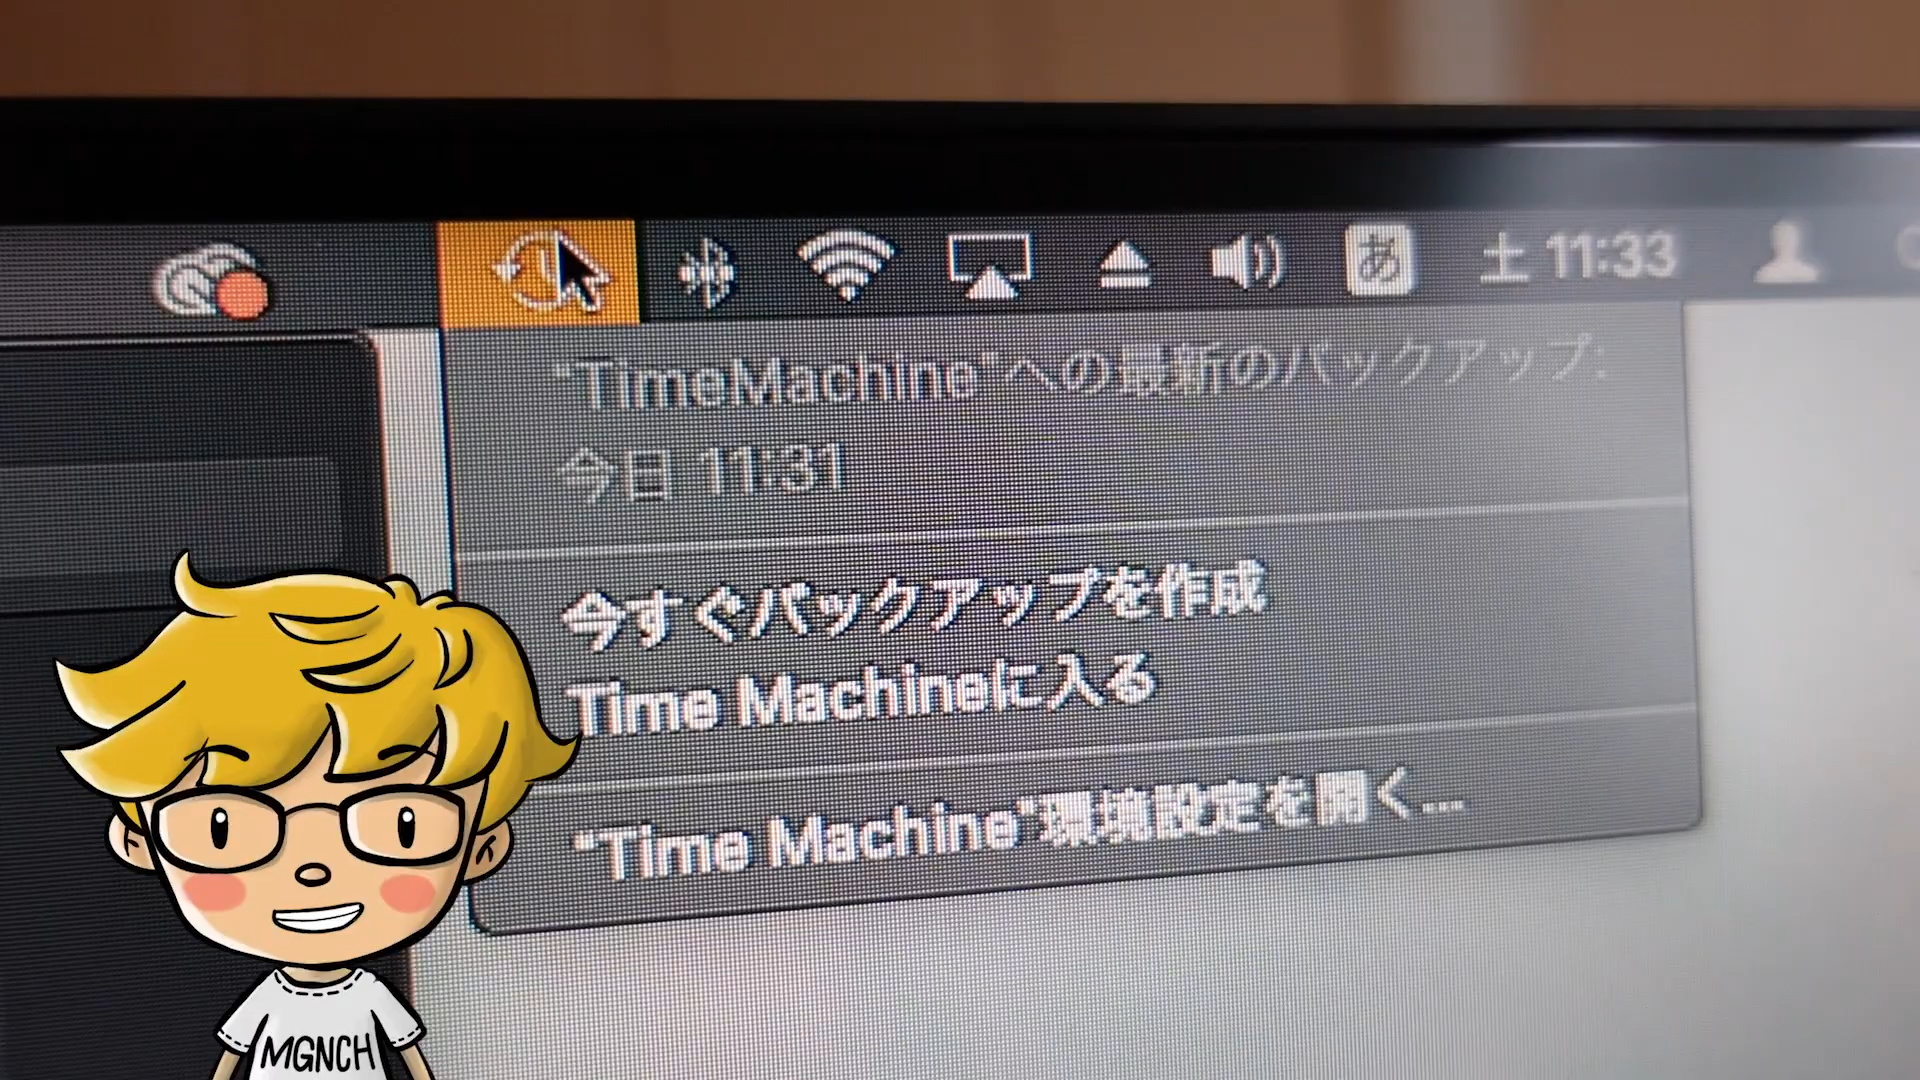 あ
土 11:33
"TimeMachine"への最新のバックアップ:
今日 11:31
今すぐバックアップを作成
Time Machineに入る
"Time Machine"環境設定を開く...
MGNCH